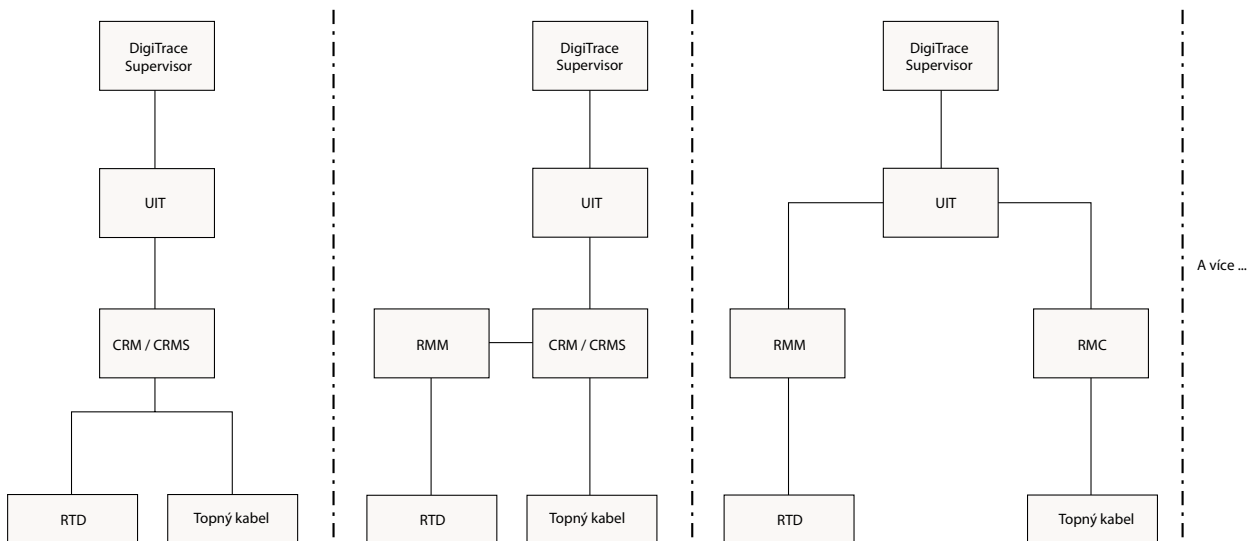 DigiTrace
Supervisor
UIT
CRM / CRMS
RTD
Topný kabel
DigiTrace
Supervisor
UIT
RMM
CRM / CRMS
RTD
Topný kabel
DigiTrace
Supervisor
UIT
RMM
RMC
RTD
Topný kabel
A více ...